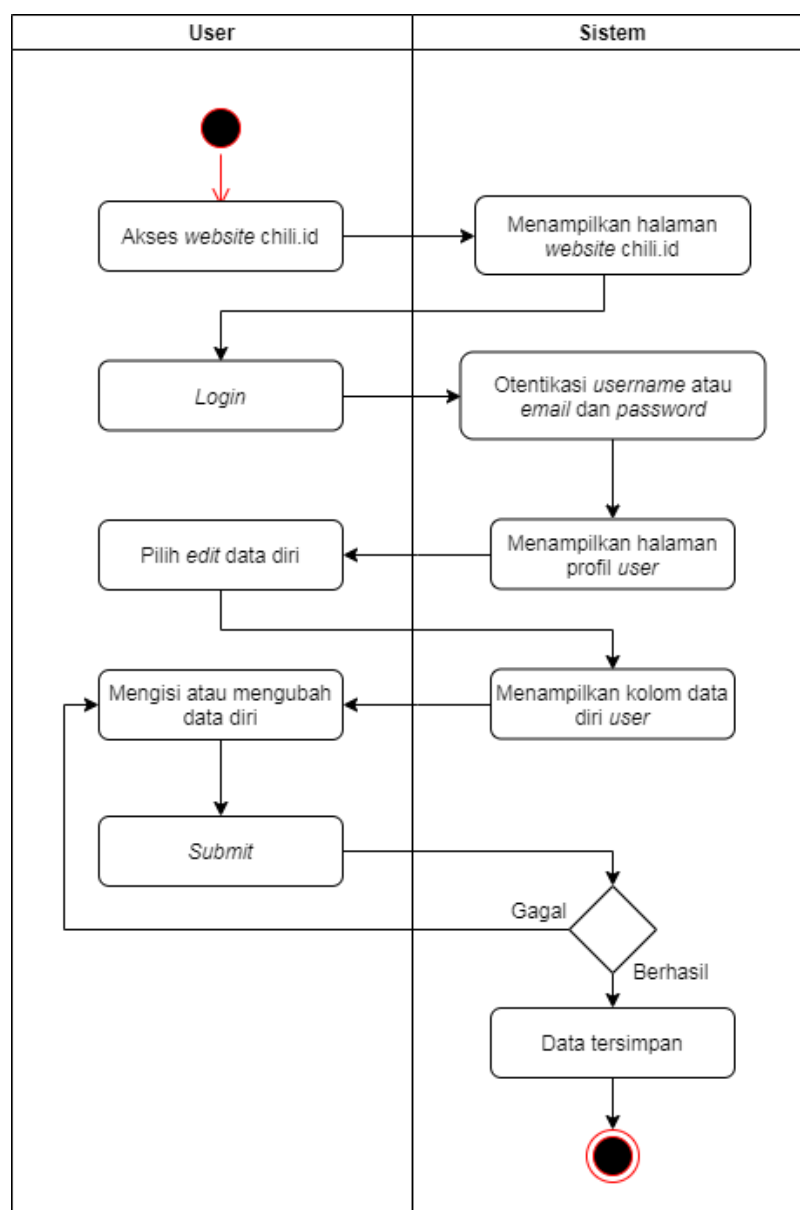 User
Sistem
Akses website chili.id
Menampilkan halaman
website chili.id
Login
Otentikasi username atau
email dan password
Pilih edit data diri
Menampilkan halaman
profil user
Mengisi atau mengubah
data diri
Menampilkan kolom data
diri user
Submit
Gagal
Berhasil
Data tersimpan